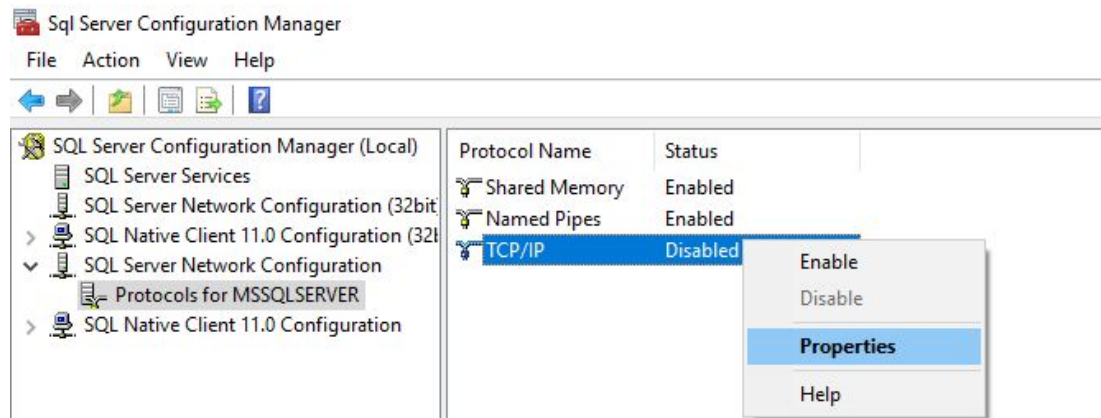 Sql Server Configuration Manager
File Action View Help
SQL Server Configuration Manager (Local)
SQL Server Services
SQL Server Network Configuration (32bit
SQL Native Client 11.0 Configuration (32b
SQL Server Network Configuration
Protocols for MSSQLSERVER
SQL Native Client 11.0 Configuration
Protocol Name Status
Shared Memory Enabled
Named Pipes Enabled
TCP/IP Disabled
Enable
Disable
Properties
Help